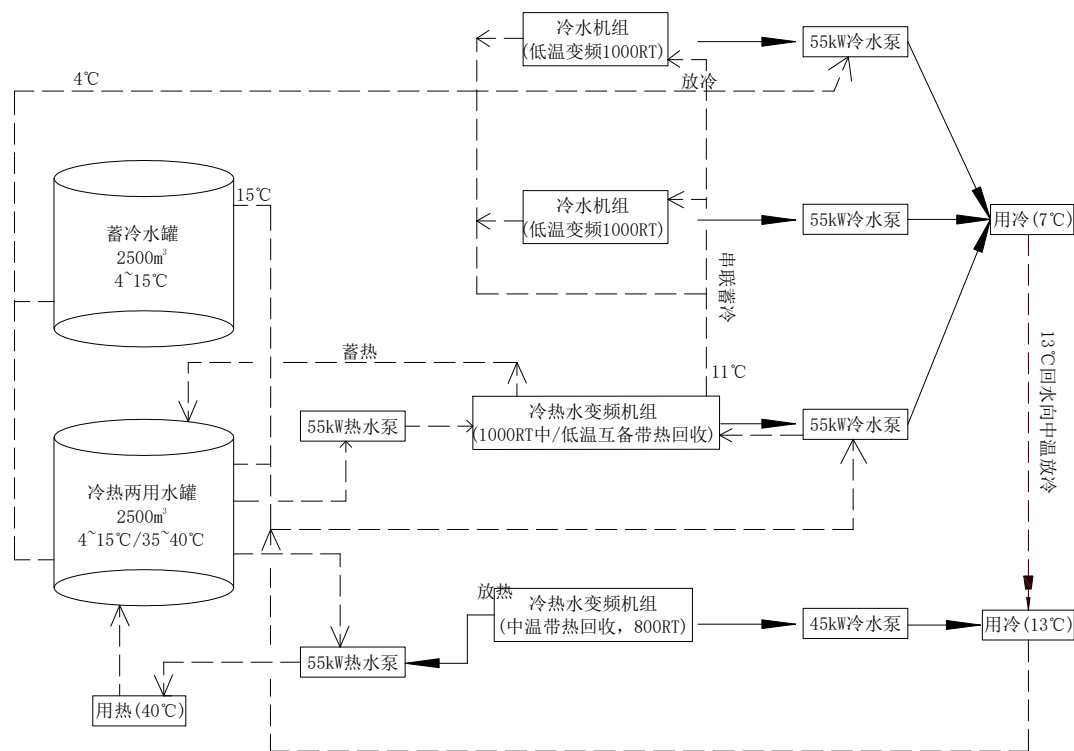 冷水机组
(低温变频1000RT)
55kW冷水泵
4℃
放冷
15℃
蓄冷水罐
2500m³
4~15℃
冷水机组
(低温变频1000RT)
55kW冷水泵
用冷(7℃)
串联蓄冷
13℃回水向中温放冷
蓄热
11℃
55kW热水泵
冷热水变频机组
(1000RT中/低温互备带热回收)
55kW冷水泵
冷热两用水罐
2500m³
4~15℃/35~40℃
放热
冷热水变频机组
(中温带热回收，800RT)
45kW冷水泵
用冷(13℃)
55kW热水泵
用热(40℃)